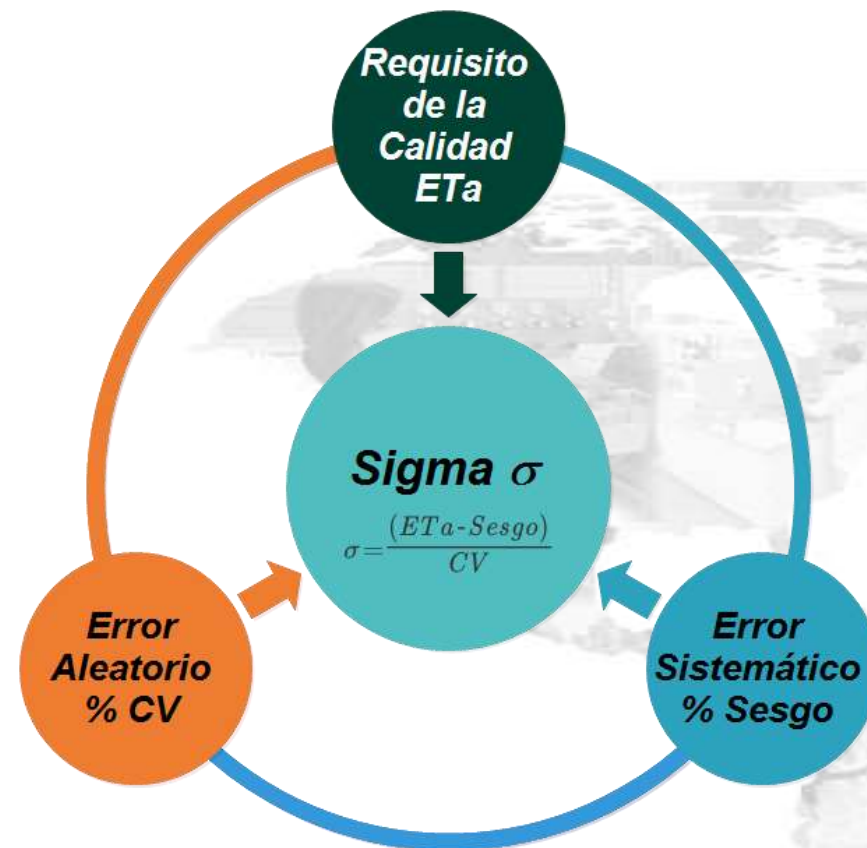 Requisito
de la
Calidad
ETa
Sigma σ
σ=(ETa-Sesgo)/CV
Error
Aleatorio
% CV
Error
Sistemático
% Sesgo